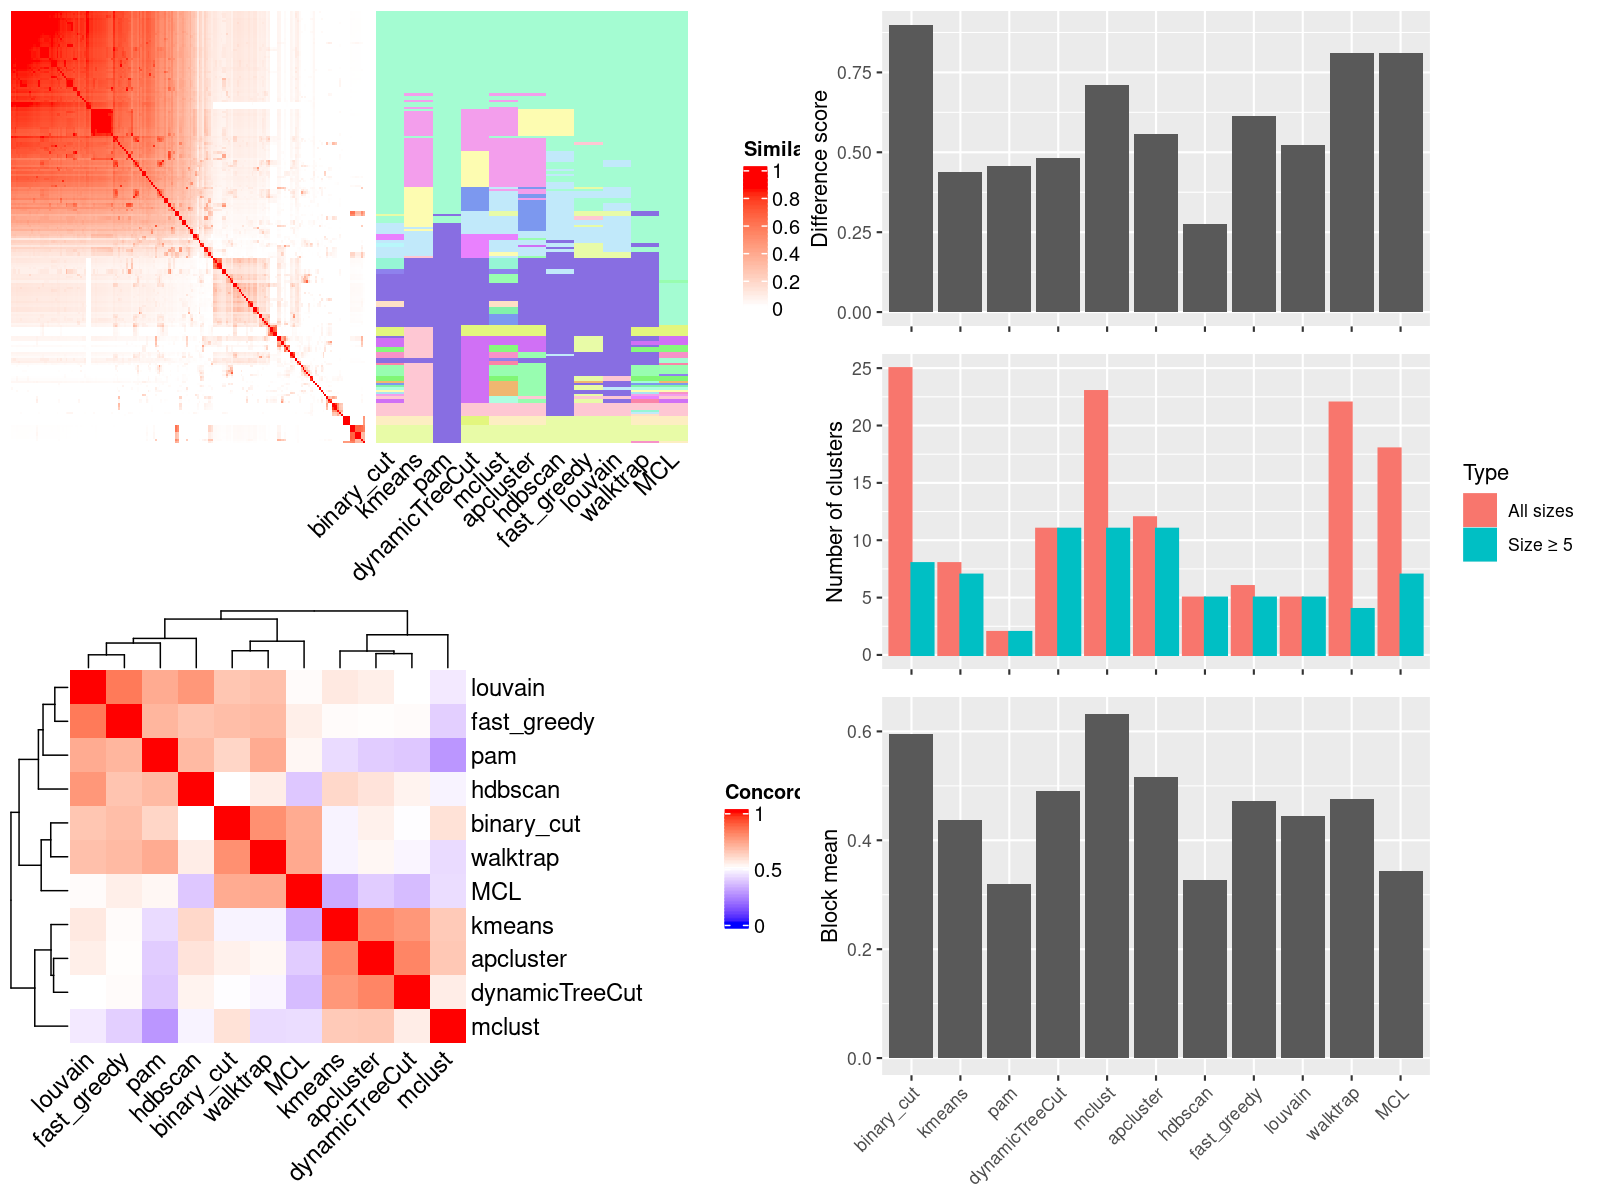 Simila
1
0.8
0.6
0.4
0.2
0
binary_cut
kmeans
pam
dynamicTreeCut
mclust
apcluster
hdbscan
fast_greedy
louvain
walktrap
MCL
Difference score
0.75
0.50
0.25
0.00
Number of clusters
25
20
15
10
5
0
Type
All sizes
Size ≥ 5
louvain
fast_greedy
pam
hdbscan
binary_cut
walktrap
MCL
kmeans
apcluster
dynamicTreeCut
mclust
louvain
fast_greedy
pam
hdbscan
binary_cut
walktrap
MCL
kmeans
apcluster
dynamicTreeCut
mclust
Concord
1
0.5
0
Block mean
0.6
0.4
0.2
0.0
binary_cut
kmeans
pam
dynamicTreeCut
mclust
apcluster
hdbscan
fast_greedy
louvain
walktrap
MCL